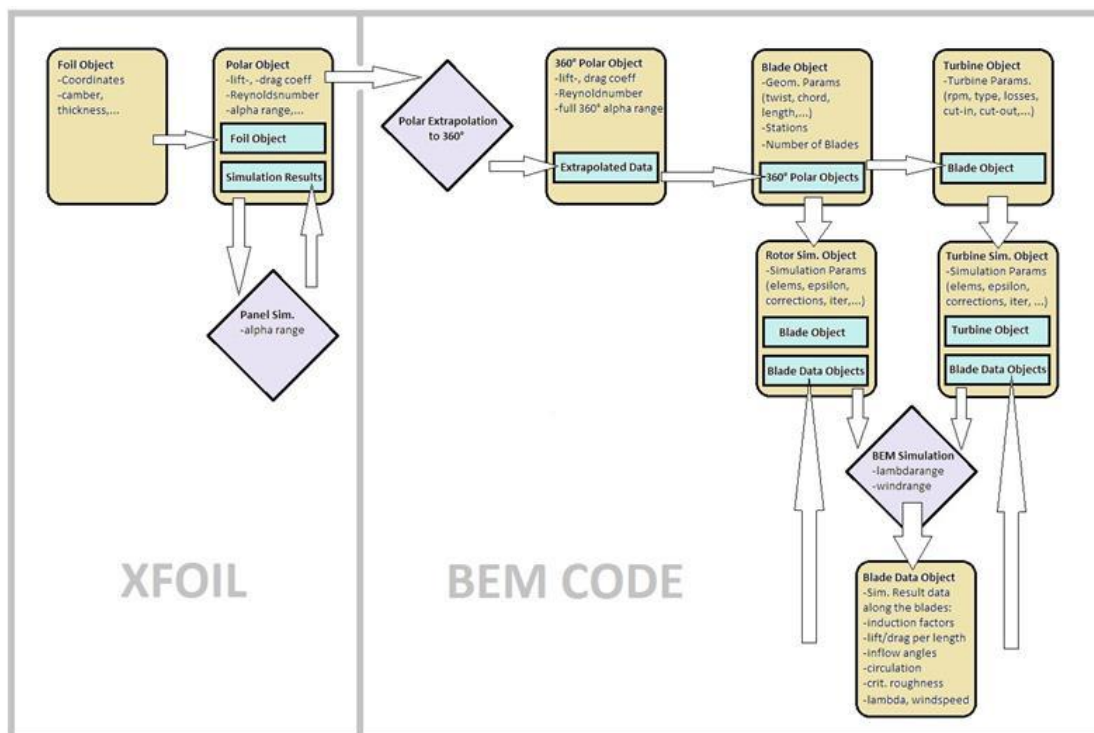 Foil Object
-Coordinates
-camber,
thickness,...
Polar Object
-lift-, -drag coeff
-Reynoldsnumber
-alpha range,...
Foil Object
Simulation Results
Panel Sim.
-alpha range
XFOIL
Polar Extrapolation
to 360°
360° Polar Object
-lift-, drag coeff
-Reynoldnumber
-full 360° alpha range
Extrapolated Data
Blade Object
-Geom. Params
(twist, chord,
length,...)
-Stations
-Number of Blades
360° Polar Objects
Turbine Object
-Turbine Params.
(rpm, type, losses,
cut-in, cut-out,...)
Blade Object
Rotor Sim. Object
-Simulation Params
(elems, epsilon,
corrections, iter,...)
Blade Object
Blade Data Objects
Turbine Sim. Object
-Simulation Params
(elems, epsilon,
corrections, iter, ...)
Turbine Object
Blade Data Objects
BEM Simulation
-lambdarange
-windrange
Blade Data Object
-Sim. Result data
along the blades:
-induction factors
-lift/drag per length
-inflow angles
-circulation
-crit. roughness
-lambda, windspeed
BEM CODE